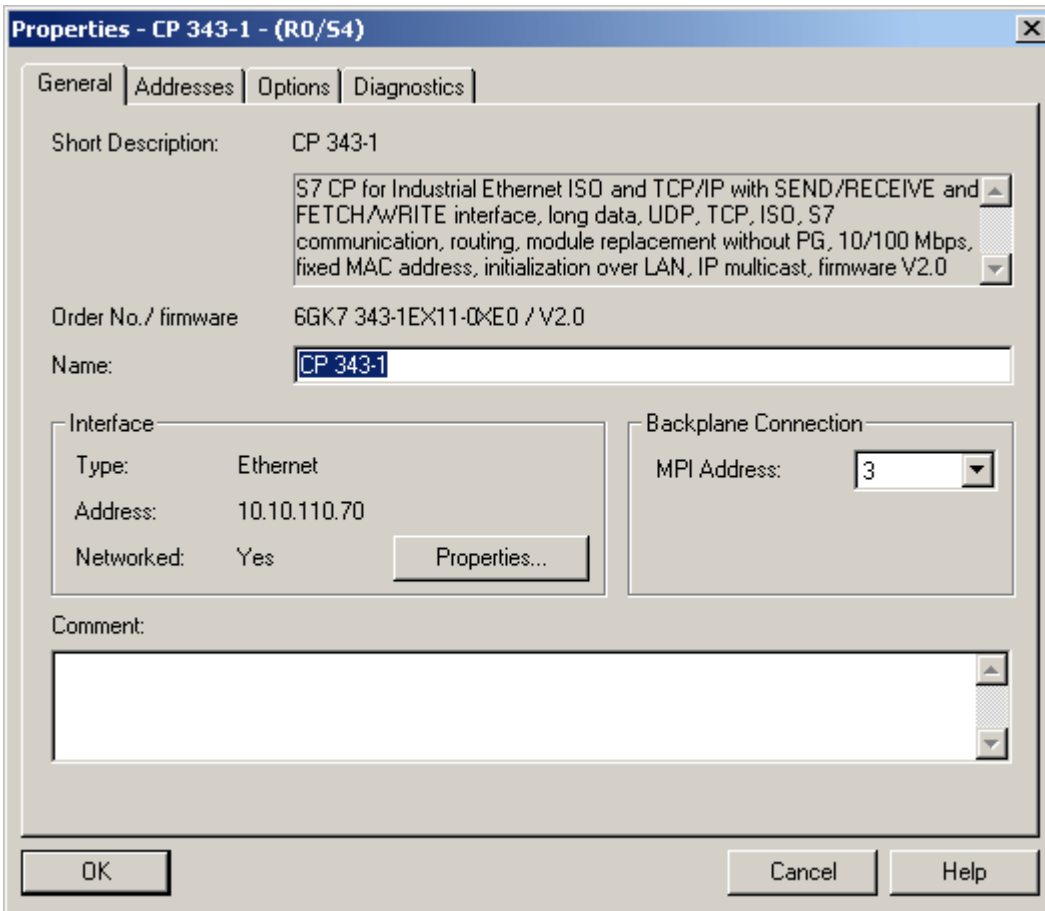 Properties - CP 343-1 - (R0/S4)
General Addresses Options Diagnostics
Short Description: CP 343-1
S7 CP for Industrial Ethernet ISO and TCP/IP with SEND/RECEIVE and
FETCH/WRITE interface, long data, UDP, TCP, ISO, S7
communication, routing, module replacement without PG, 10/100 Mbps,
fixed MAC address, initialization over LAN, IP multicast, firmware V2.0
Order No./ firmware 6GK7 343-1EX11-0XE0 / V2.0
Name: CP 343-1
Interface
Type: Ethernet
Address: 10.10.110.70
Networked: Yes Properties...
Backplane Connection
MPI Address: 3
Comment:
OK Cancel Help